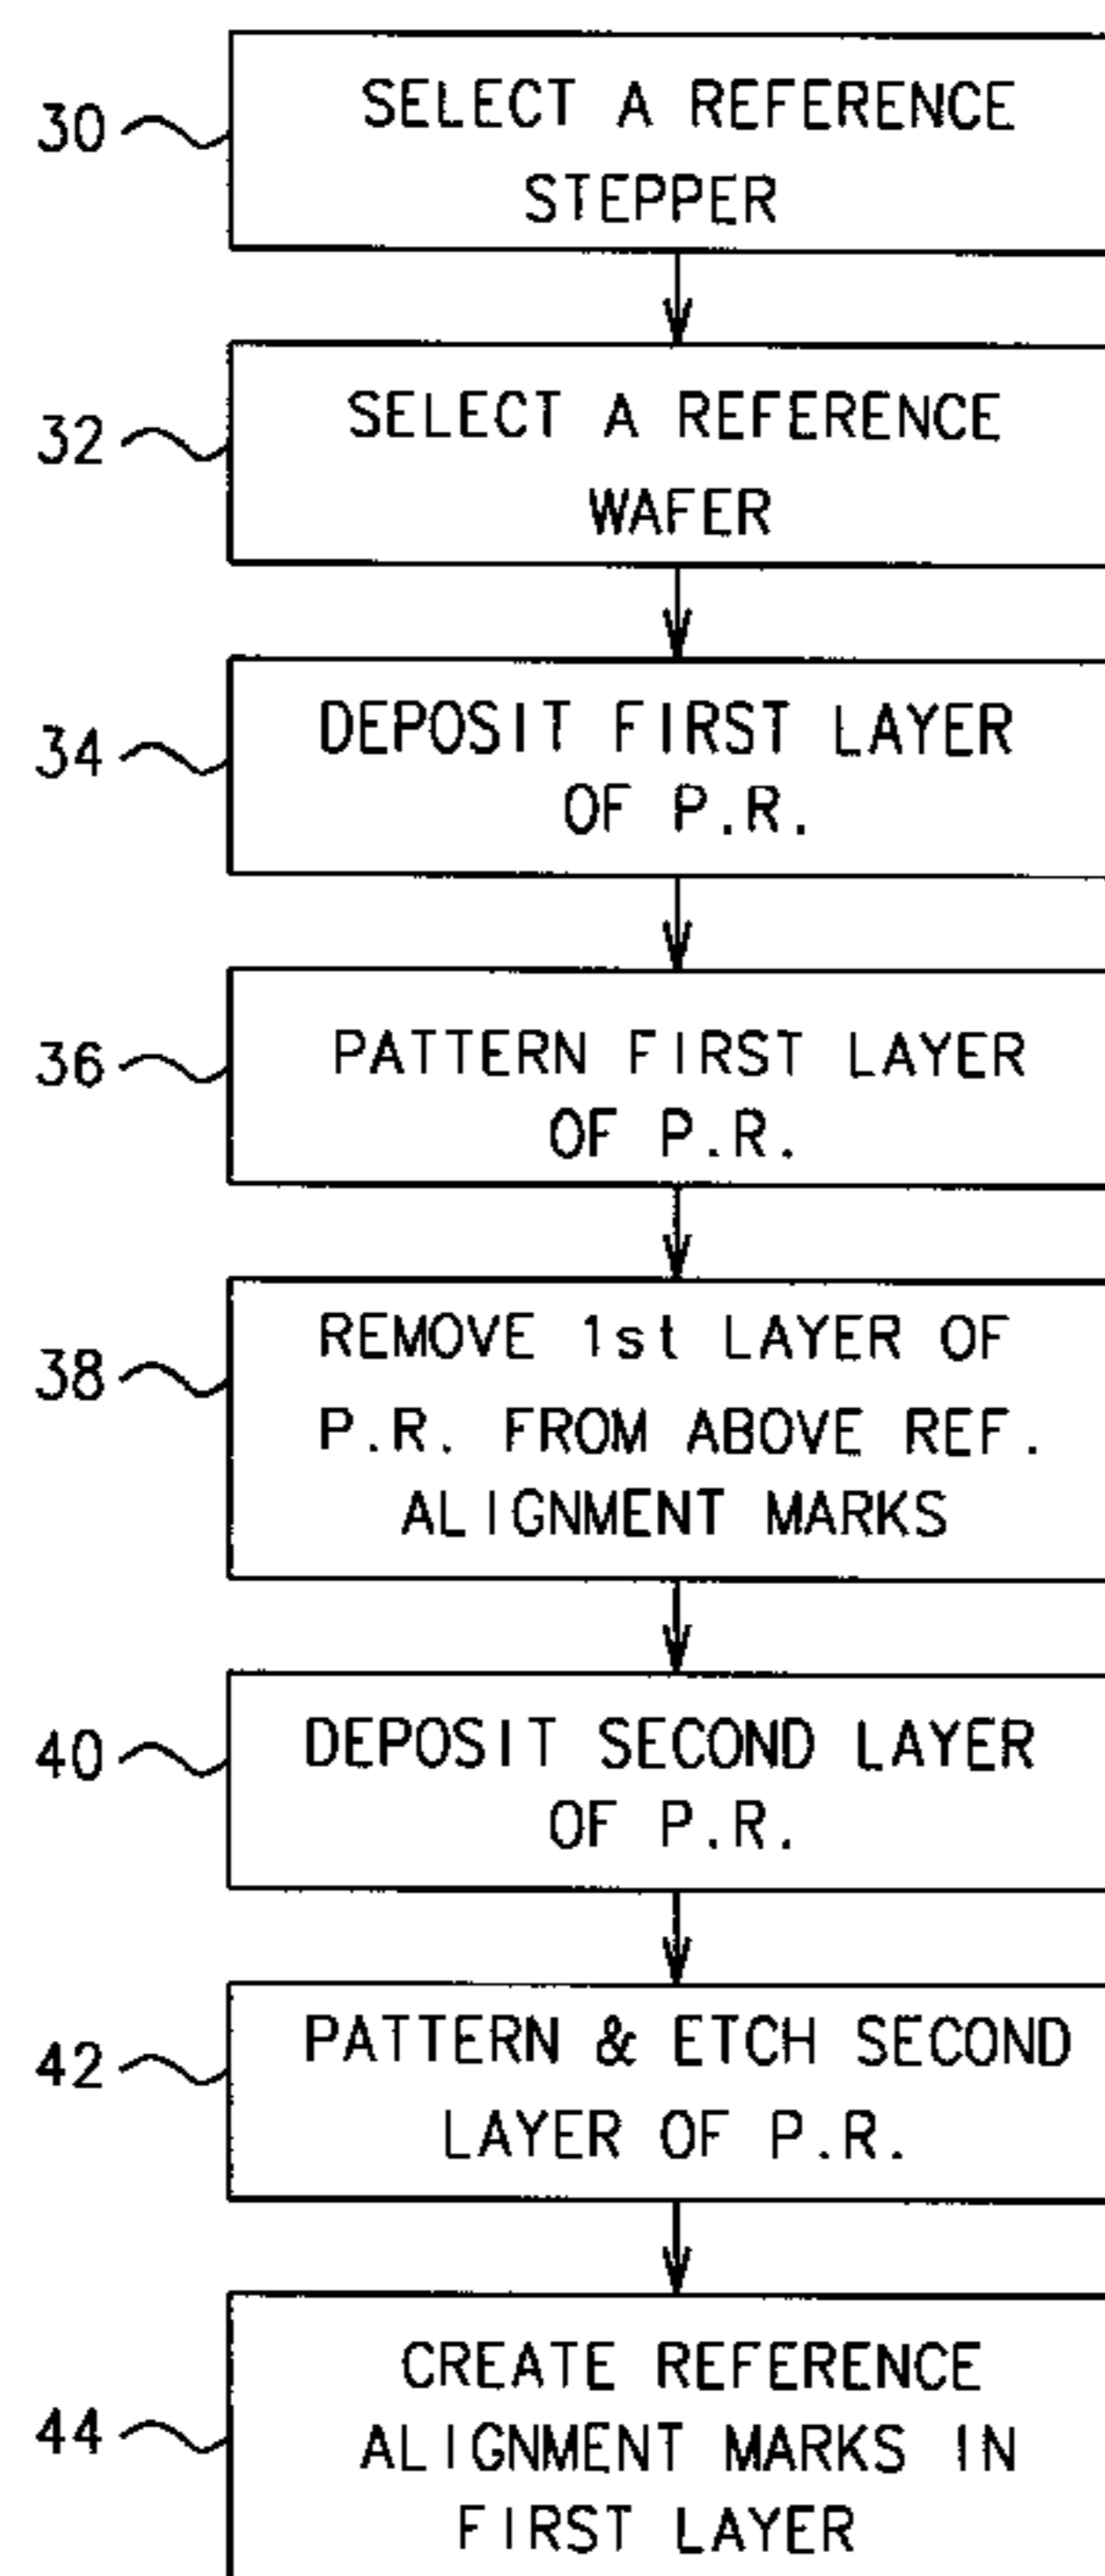 30
SELECT A REFERENCE
STEPPER
32
SELECT A REFERENCE
WAFER
34
DEPOSIT FIRST LAYER
OF P.R.
36
PATTERN FIRST LAYER
OF P.R.
38
REMOVE 1st LAYER OF
P.R. FROM ABOVE REF.
ALIGNMENT MARKS
40
DEPOSIT SECOND LAYER
OF P.R.
42
PATTERN & ETCH SECOND
LAYER OF P.R.
44
CREATE REFERENCE
ALIGNMENT MARKS IN
FIRST LAYER